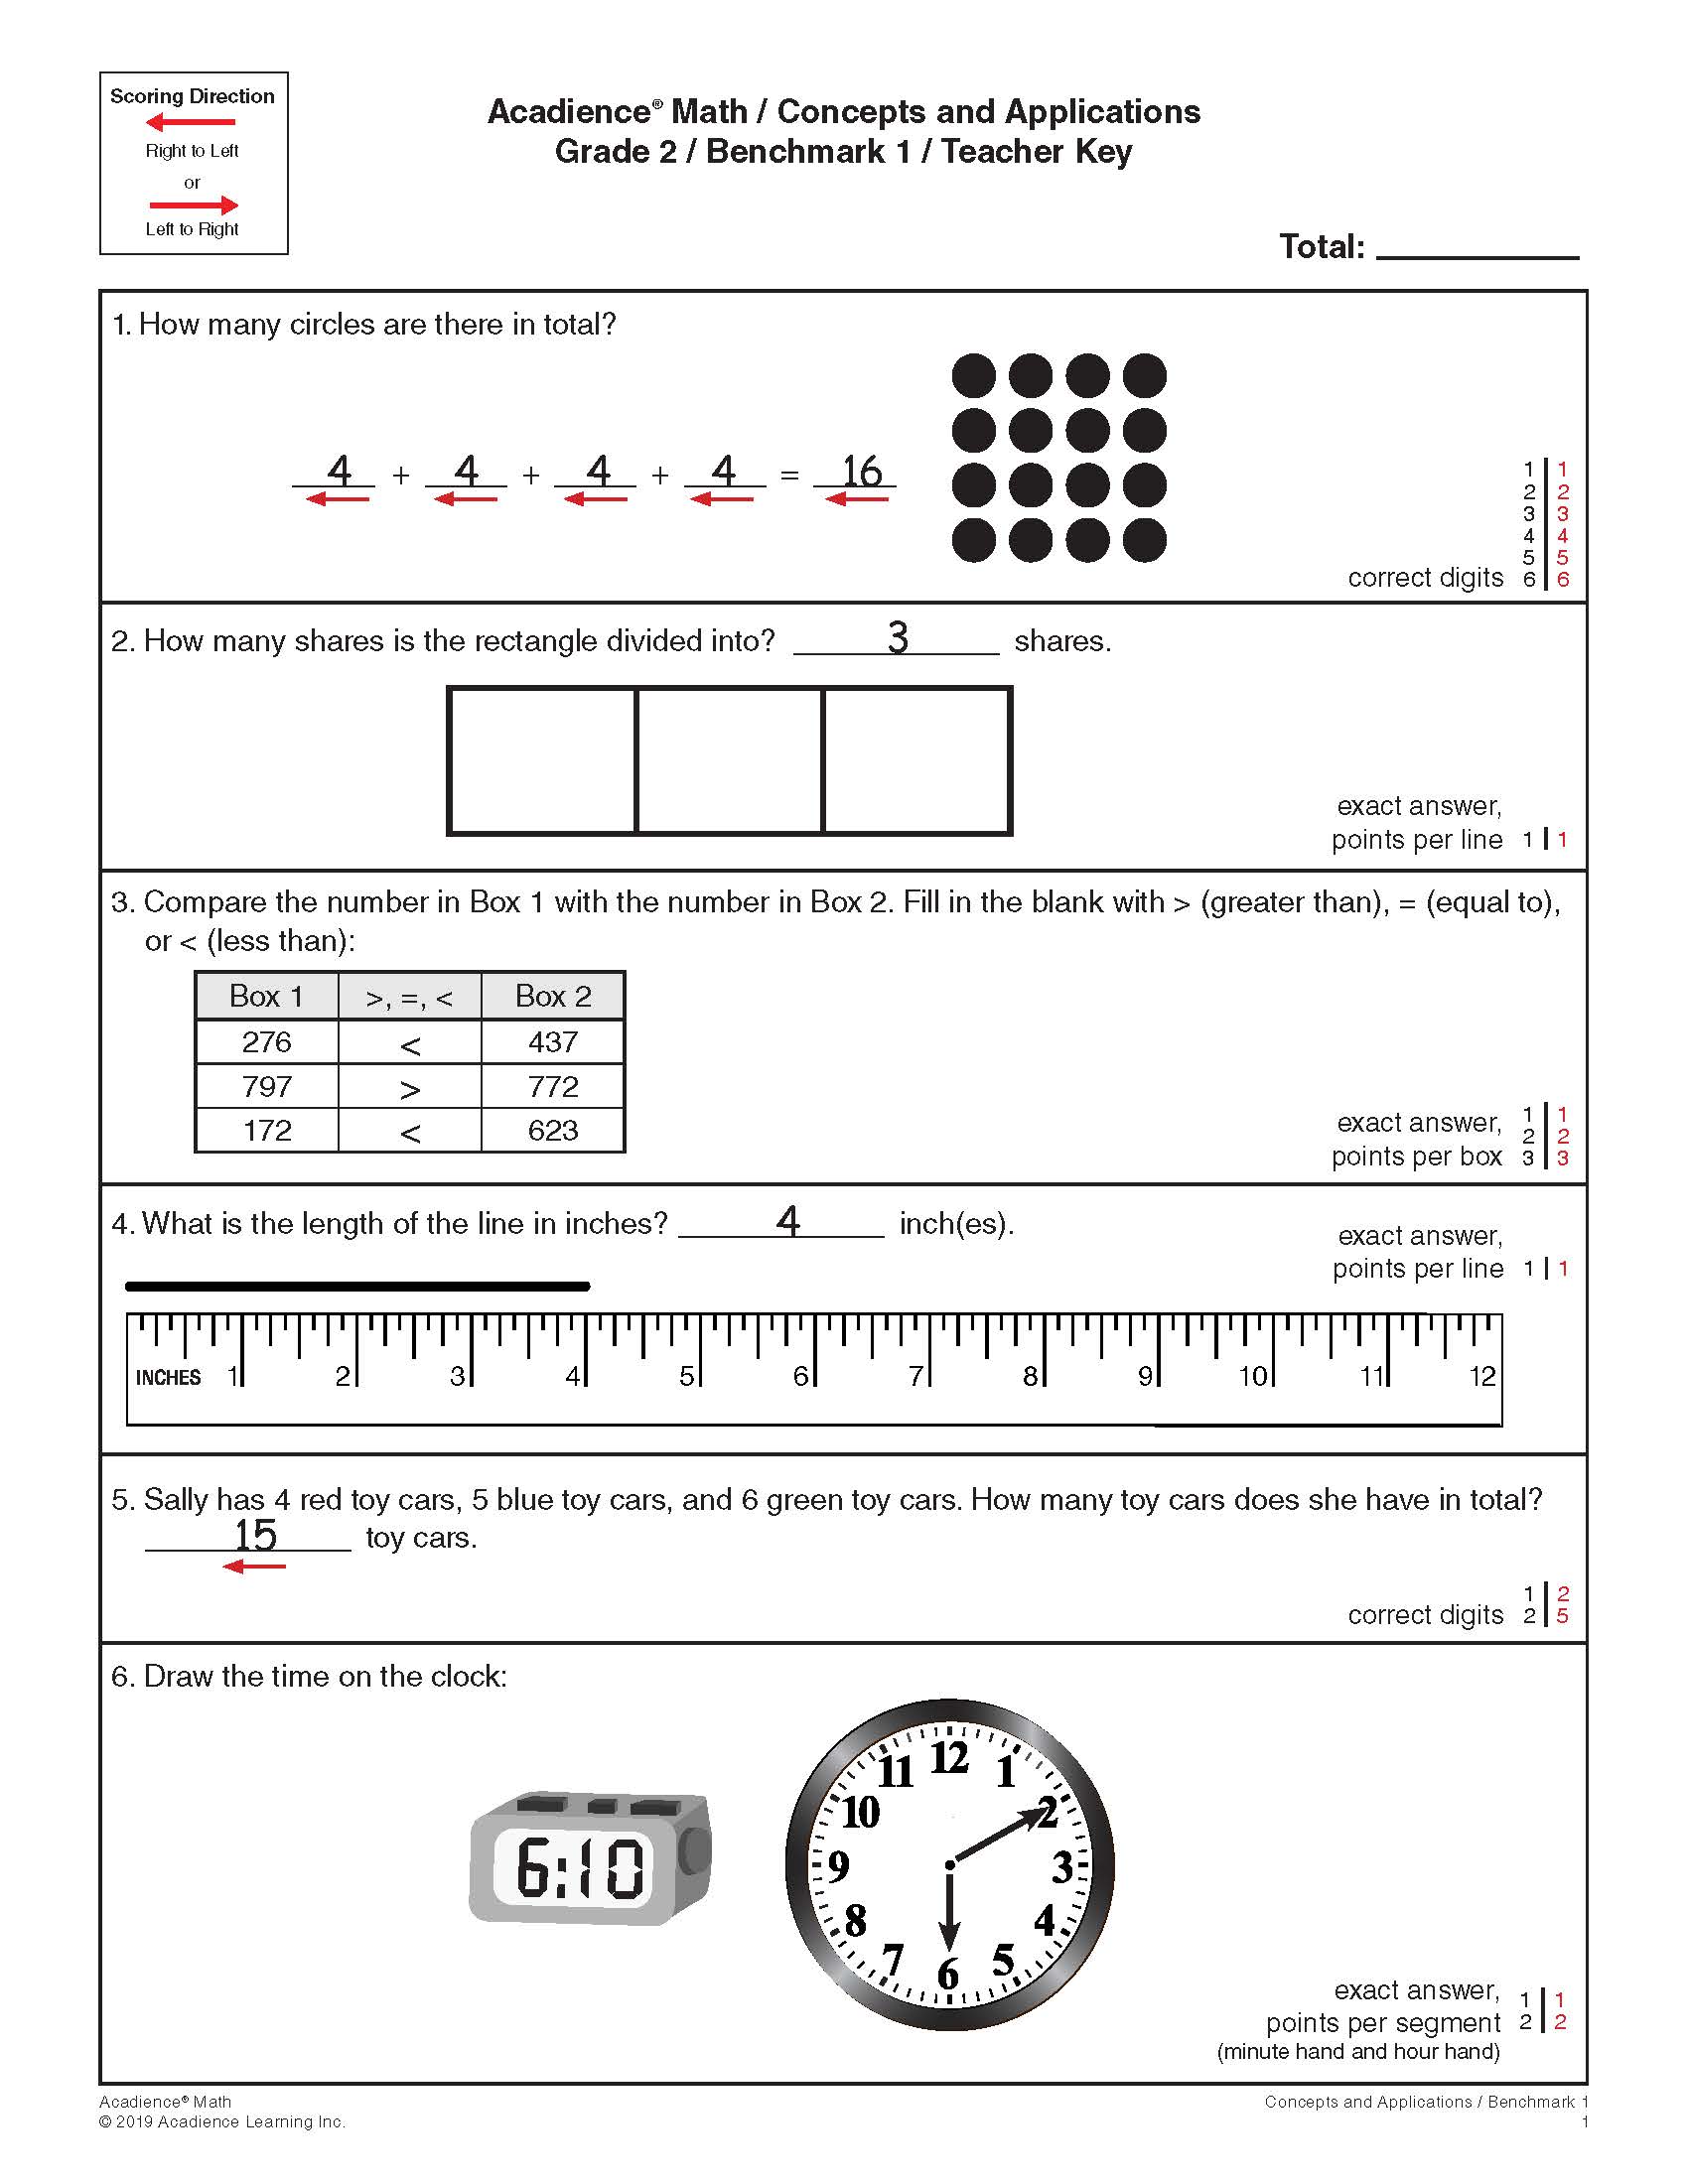 Scoring Direction
Right to Left
or
Left to Right
Acadience® Math / Concepts and Applications
Grade 2 / Benchmark 1 / Teacher Key
Total:
1. How many circles are there in total?
4 + 4 + 4 + 4 = 16
1 1
2 2
3 3
4 4
5 5
correct digits 6 6
2. How many shares is the rectangle divided into? 3 shares.
exact answer,
points per line 1 1
3. Compare the number in Box 1 with the number in Box 2. Fill in the blank with > (greater than), = (equal to),
or < (less than):
Box 1 >, =, < Box 2
276 < 437
797 > 772
172 < 623
1 1
exact answer, 2 2
points per box 3 3
4. What is the length of the line in inches? 4 inch(es).
exact answer,
points per line 1 1
INCHES 1 2 3 4 5 6 7 8 9 10 11 12
5. Sally has 4 red toy cars, 5 blue toy cars, and 6 green toy cars. How many toy cars does she have in total?
15 toy cars.
1 2
correct digits 2 5
6. Draw the time on the clock:
6:10
12
1
2
3
4
5
6
7
8
9
10
11
exact answer, 1 1
points per segment 2 2
(minute hand and hour hand)
Acadience® Math
© 2019 Acadience Learning Inc.
Concepts and Applications / Benchmark 1
1